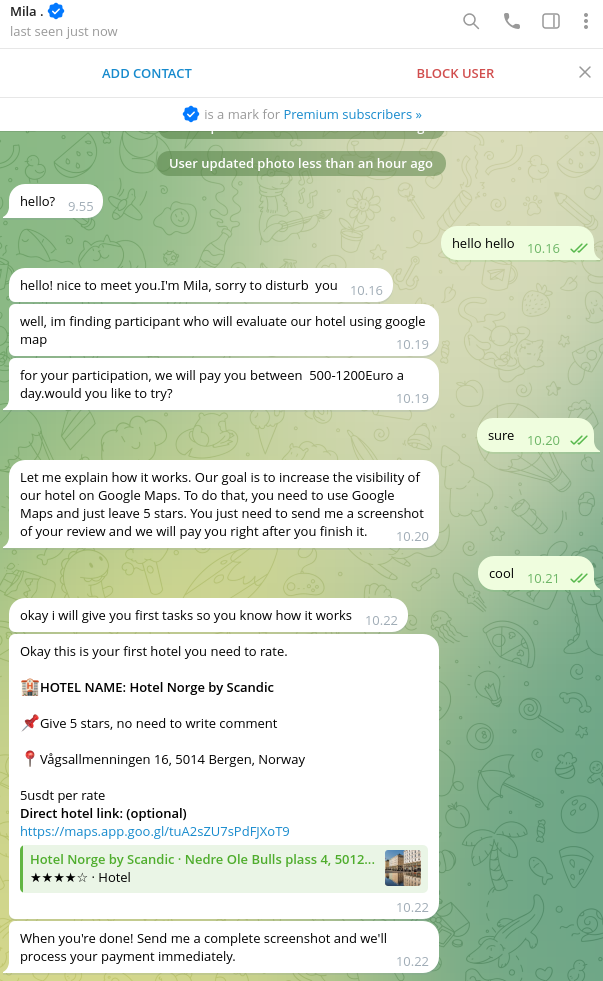 Mila .
last seen just now
ADD CONTACT
BLOCK USER
is a mark for Premium subscribers »
User updated photo less than an hour ago
hello?
9.55
hello hello
10.16
hello! nice to meet you.I'm Mila, sorry to disturb  you
10.16
well, im finding participant who will evaluate our hotel using google
map
10.19
for your participation, we will pay you between  500-1200Euro a
day.would you like to try?
10.19
sure
10.20
Let me explain how it works. Our goal is to increase the visibility of
our hotel on Google Maps. To do that, you need to use Google
Maps and just leave 5 stars. You just need to send me a screenshot
of your review and we will pay you right after you finish it.
10.20
cool
10.21
okay i will give you first tasks so you know how it works
10.22
Okay this is your first hotel you need to rate.
🏨HOTEL NAME: Hotel Norge by Scandic
📌Give 5 stars, no need to write comment
📍Vågsallmenningen 16, 5014 Bergen, Norway
5usdt per rate
Direct hotel link: (optional)
https://maps.app.goo.gl/tuA2sZU7sPdFJXoT9
Hotel Norge by Scandic · Nedre Ole Bulls plass 4, 5012...
★★★★☆ · Hotel
10.22
When you're done! Send me a complete screenshot and we'll
process your payment immediately.
10.22